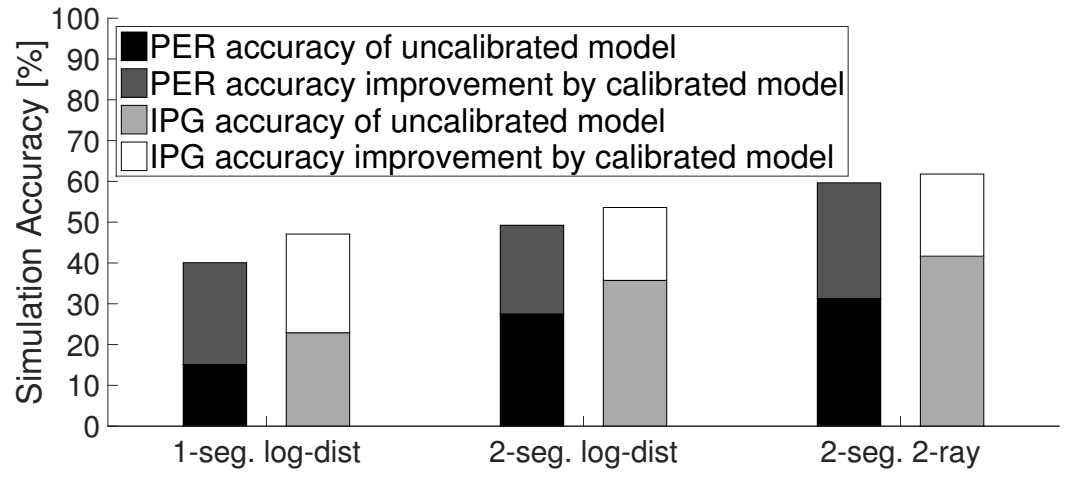 Simulation Accuracy [%]
100
90
80
70
60
50
40
30
20
10
0
PER accuracy of uncalibrated model
PER accuracy improvement by calibrated model
IPG accuracy of uncalibrated model
IPG accuracy improvement by calibrated model
1-seg. log-dist
2-seg. log-dist
2-seg. 2-ray